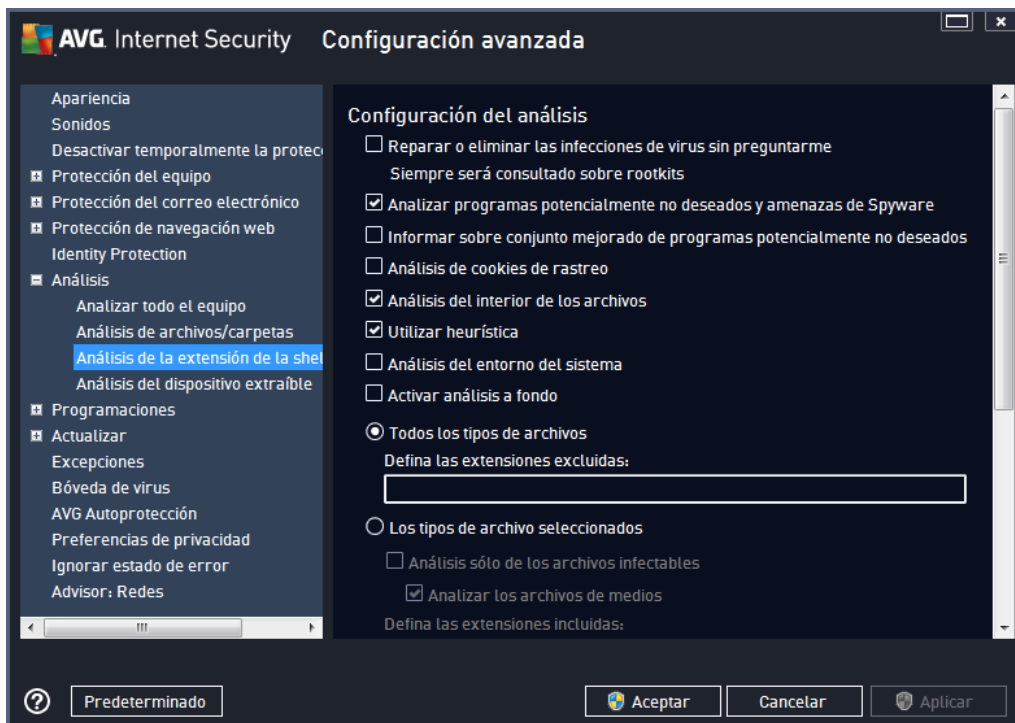 AVG. Internet Security
Configuración avanzada
Apariencia
Sonidos
Desactivar temporalmente la protec
Protección del equipo
Protección del correo electrónico
Protección de navegación web
Identity Protection
Análisis
Analizar todo el equipo
Análisis de archivos/carpetas
Análisis de la extensión de la shel
Análisis del dispositivo extraíble
Programaciones
Actualizar
Excepciones
Bóveda de virus
AVG Autoprotección
Preferencias de privacidad
Ignorar estado de error
Advisor: Redes
Configuración del análisis
Reparar o eliminar las infecciones de virus sin preguntarme
Siempre será consultado sobre rootkits
Analizar programas potencialmente no deseados y amenazas de Spyware
Informar sobre conjunto mejorado de programas potencialmente no deseados
Análisis de cookies de rastreo
Análisis del interior de los archivos
Utilizar heurística
Análisis del entorno del sistema
Activar análisis a fondo
Todos los tipos de archivos
Defina las extensiones excluidas:
Los tipos de archivo seleccionados
Análisis sólo de los archivos infectables
Analizar los archivos de medios
Defina las extensiones incluidas:
Predeterminado
Aceptar
Cancelar
Aplicar